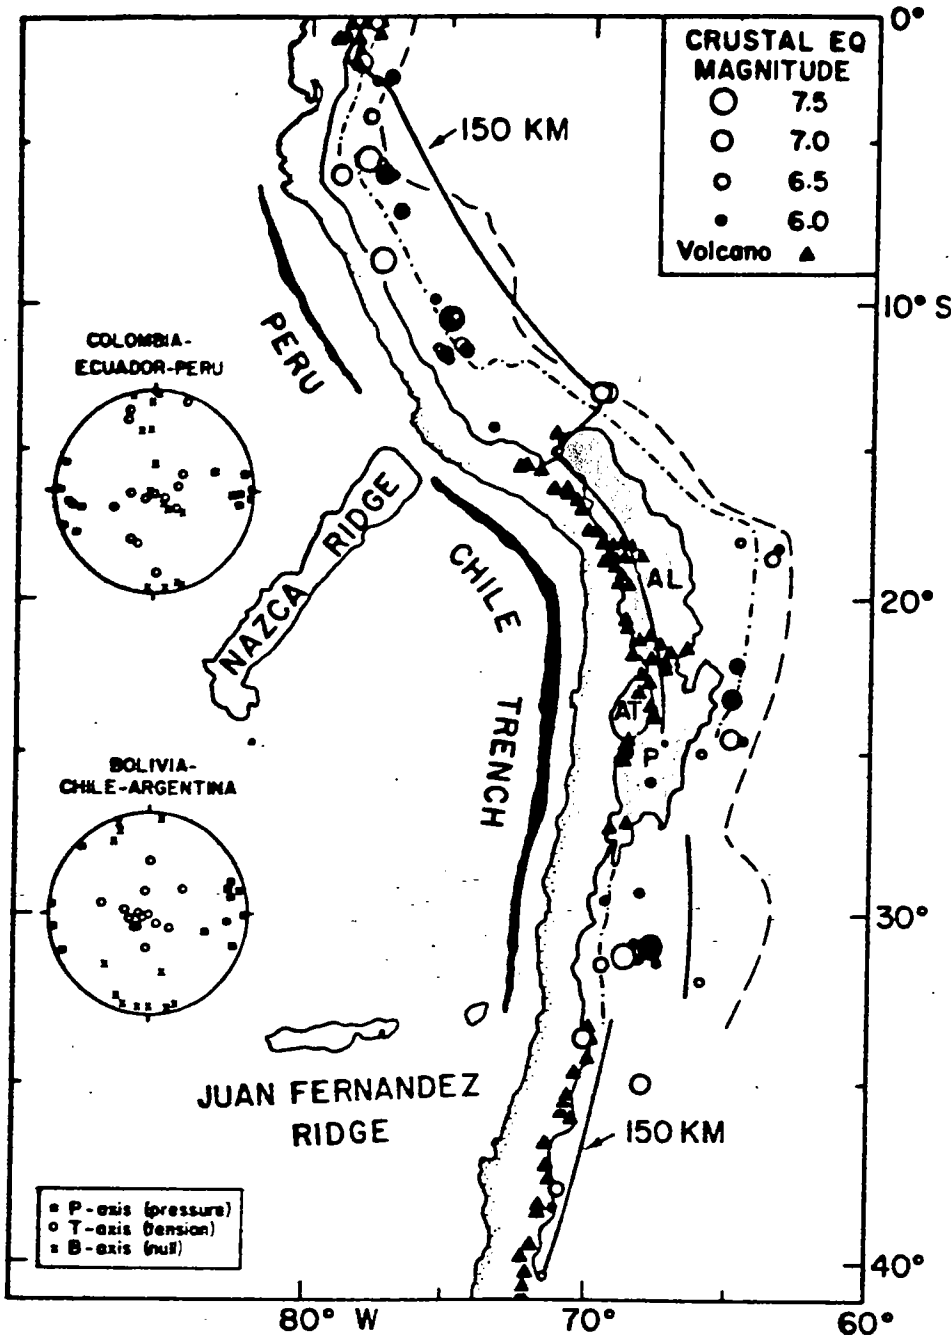 0°
CRUSTAL EQ
MAGNITUDE
7.5
7.0
6.5
6.0
Volcano
150 KM
10° S
PERU
COLOMBIA-
ECUADOR-PERU
NAZCA RIDGE
CHILE TRENCH
AL
20°
AT
P
BOLIVIA-
CHILE-ARGENTINA
30°
JUAN FERNANDEZ
RIDGE
150 KM
P-axis (pressure)
T-axis (tension)
B-axis (null)
40°
80° W
70°
60°